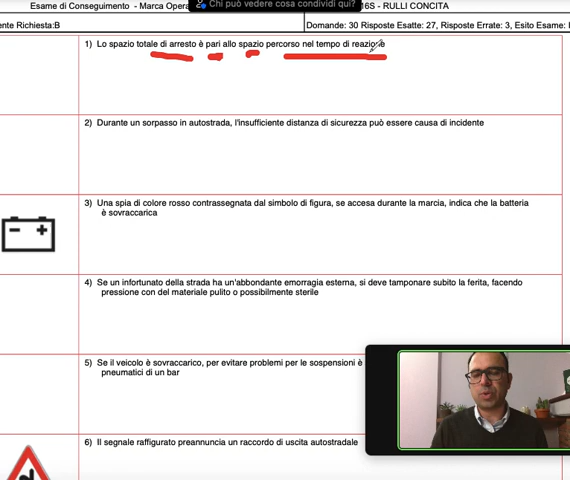 Esame di Conseguimento - Marca Opera
Chi può vedere cosa condividi qui?
16S - RULLI CONCITA
ente Richiesta:B
Domande: 30 Risposte Esatte: 27, Risposte Errate: 3, Esito Esame: I
1) Lo spazio totale di arresto è pari allo spazio percorso nel tempo di reazione
2) Durante un sorpasso in autostrada, l'insufficiente distanza di sicurezza può essere causa di incidente
3) Una spia di colore rosso contrassegnata dal simbolo di figura, se accesa durante la marcia, indica che la batteria
è sovraccarica
4) Se un infortunato della strada ha un'abbondante emorragia esterna, si deve tamponare subito la ferita, facendo
pressione con del materiale pulito o possibilmente sterile
5) Se il veicolo è sovraccarico, per evitare problemi per le sospensioni è
pneumatici di un bar
6) Il segnale raffigurato preannuncia un raccordo di uscita autostradale